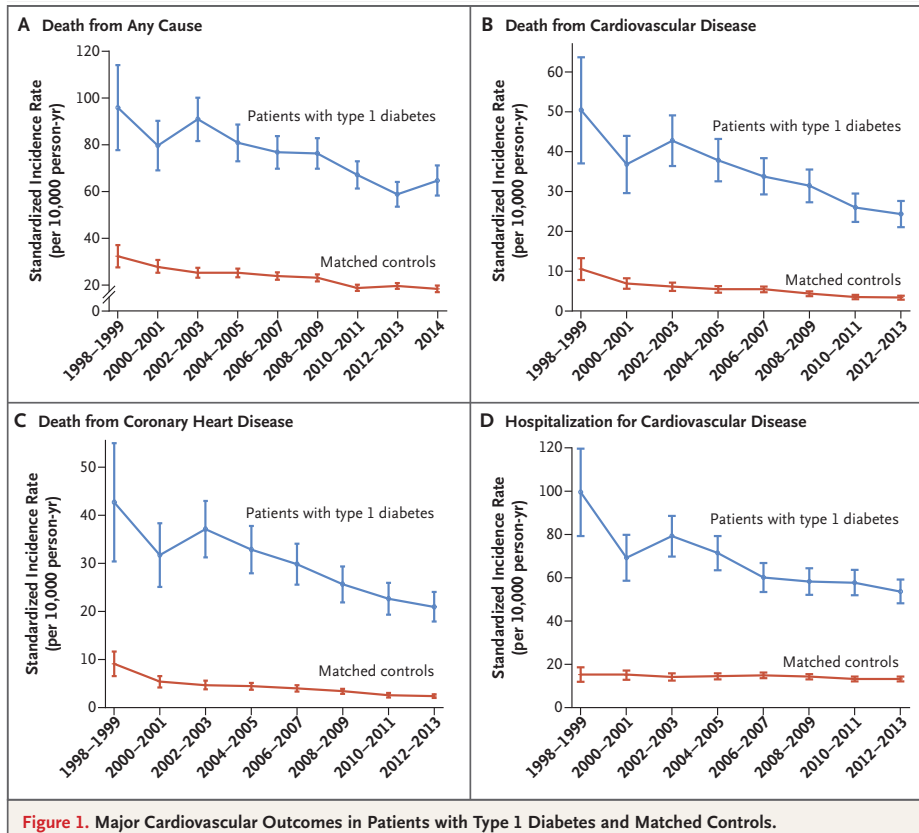 A Death from Any Cause
Standardized Incidence Rate
(per 10,000 person-yr)
120
100
80
60
40
20
0
Patients with type 1 diabetes
Matched controls
1998–1999
2000–2001
2002–2003
2004–2005
2006–2007
2008–2009
2010–2011
2012–2013
2014
B Death from Cardiovascular Disease
Standardized Incidence Rate
(per 10,000 person-yr)
60
50
40
30
20
10
0
Patients with type 1 diabetes
Matched controls
1998–1999
2000–2001
2002–2003
2004–2005
2006–2007
2008–2009
2010–2011
2012–2013
C Death from Coronary Heart Disease
Standardized Incidence Rate
(per 10,000 person-yr)
50
40
30
20
10
0
Patients with type 1 diabetes
Matched controls
1998–1999
2000–2001
2002–2003
2004–2005
2006–2007
2008–2009
2010–2011
2012–2013
D Hospitalization for Cardiovascular Disease
Standardized Incidence Rate
(per 10,000 person-yr)
120
100
80
60
40
20
0
Patients with type 1 diabetes
Matched controls
1998–1999
2000–2001
2002–2003
2004–2005
2006–2007
2008–2009
2010–2011
2012–2013
Figure 1. Major Cardiovascular Outcomes in Patients with Type 1 Diabetes and Matched Controls.